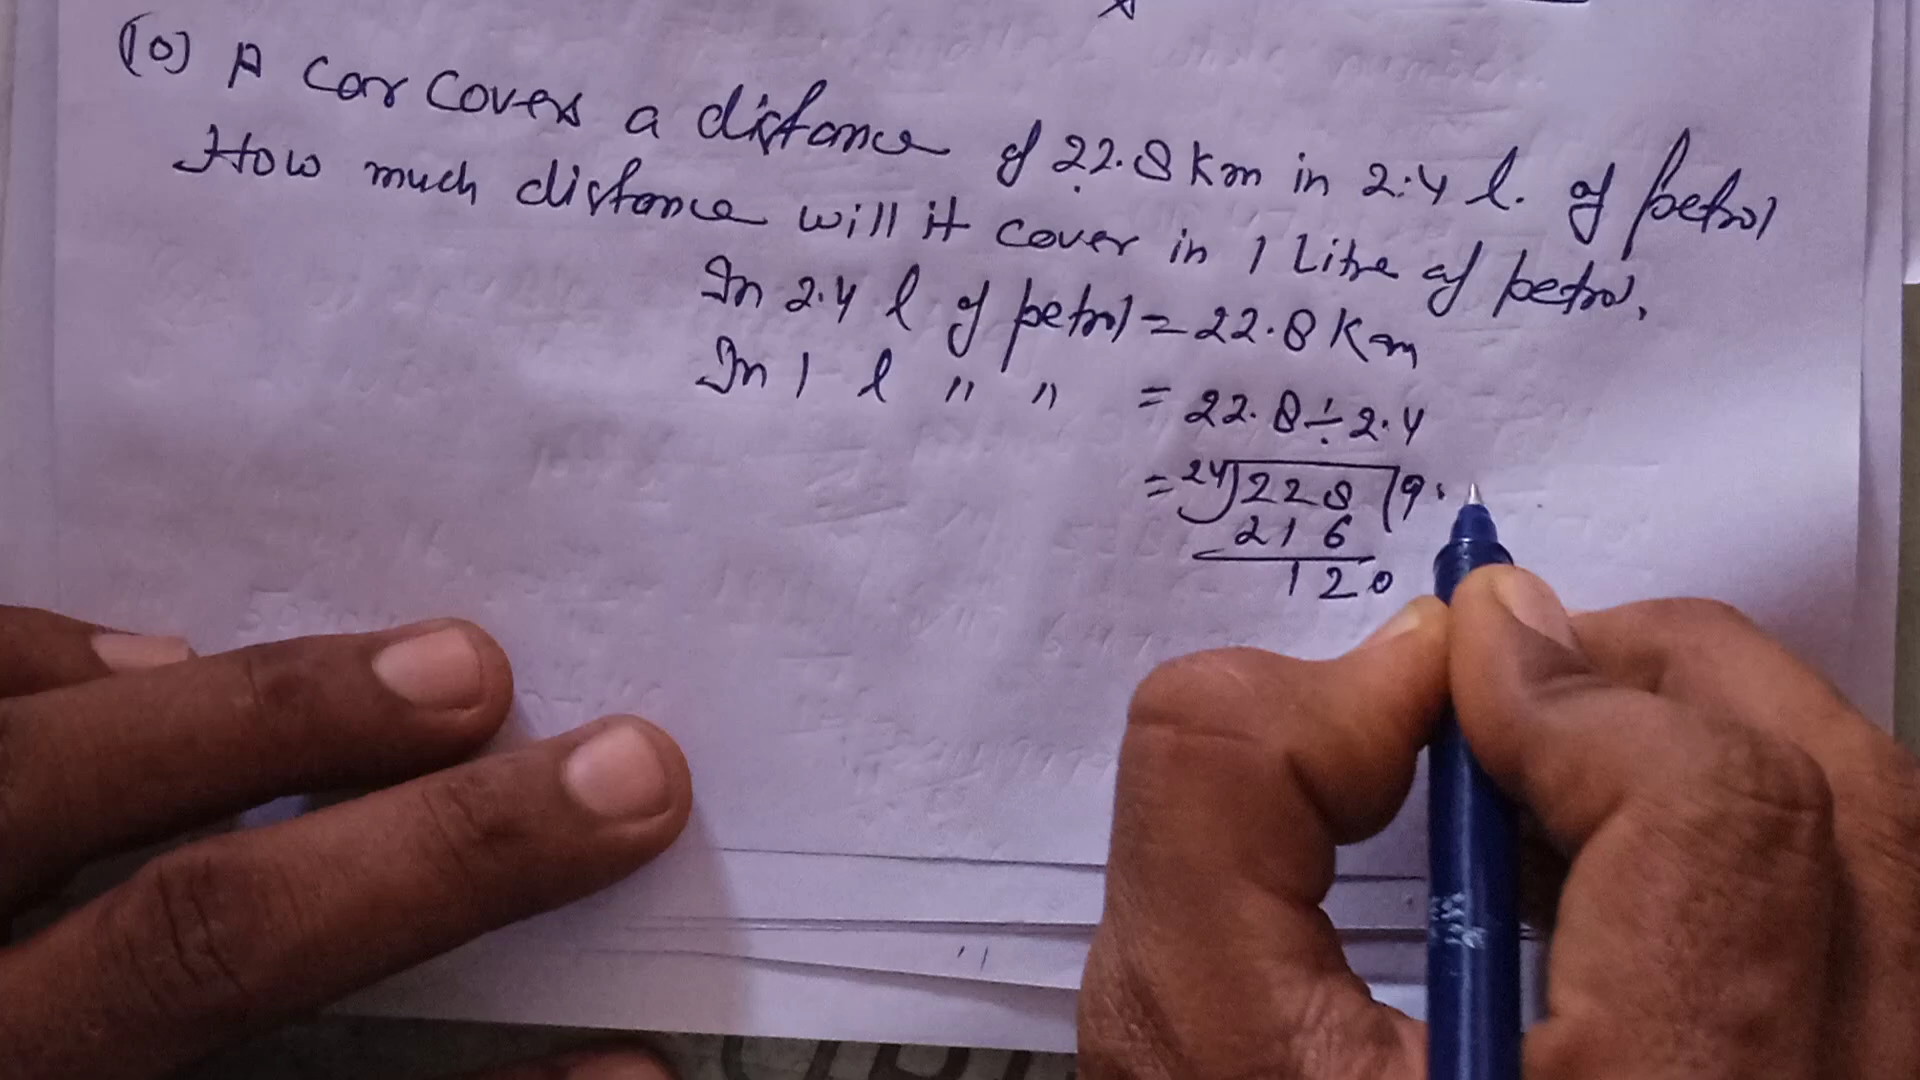 (10) A car covers a distance of 22.8 km in 2.4 l. of petrol
How much distance will it cover in 1 Litre of petrol.
In 2.4 l of petrol = 22.8 Km
In 1 l " " = 22.8 ÷ 2.4
= 24)228(9.
216
120